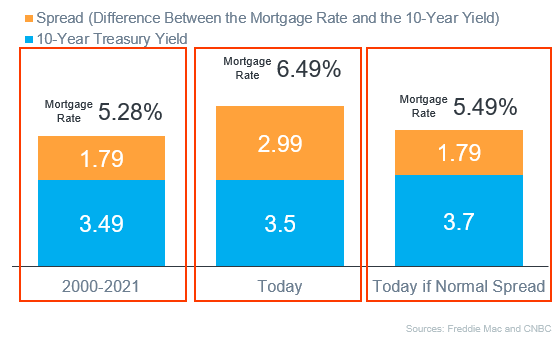 Spread (Difference Between the Mortgage Rate and the 10-Year Yield)
10-Year Treasury Yield
Mortgage Rate 5.28%
1.79
3.49
2000-2021
Mortgage Rate 6.49%
2.99
3.5
Today
Mortgage Rate 5.49%
1.79
3.7
Today if Normal Spread
Sources: Freddie Mac and CNBC